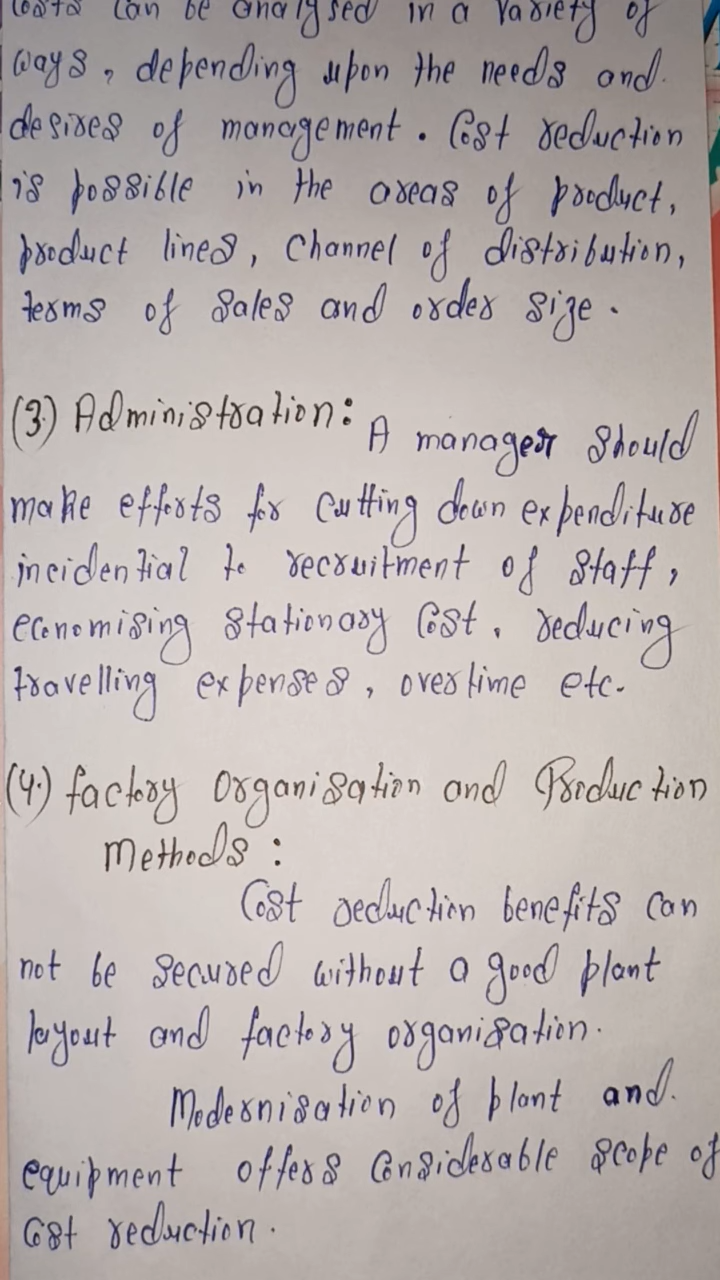 Costs can be analysed in a variety of
ways, depending upon the needs and
desires of management. Cost reduction
is possible in the areas of product,
product lines, Channel of distribution,
terms of sales and order size.
(3.) Administration:
A manager should
make efforts for cutting down expenditure
incidential to recruitment of staff,
economising stationary Cost, reducing
travelling expenses, overtime etc.
(4.) factory Organisation and Production
Methods:
Cost reduction benefits can
not be secured without a good plant
layout and factory organisation.
Modernisation of plant and
equipment offers Considerable scope of
Cost reduction.